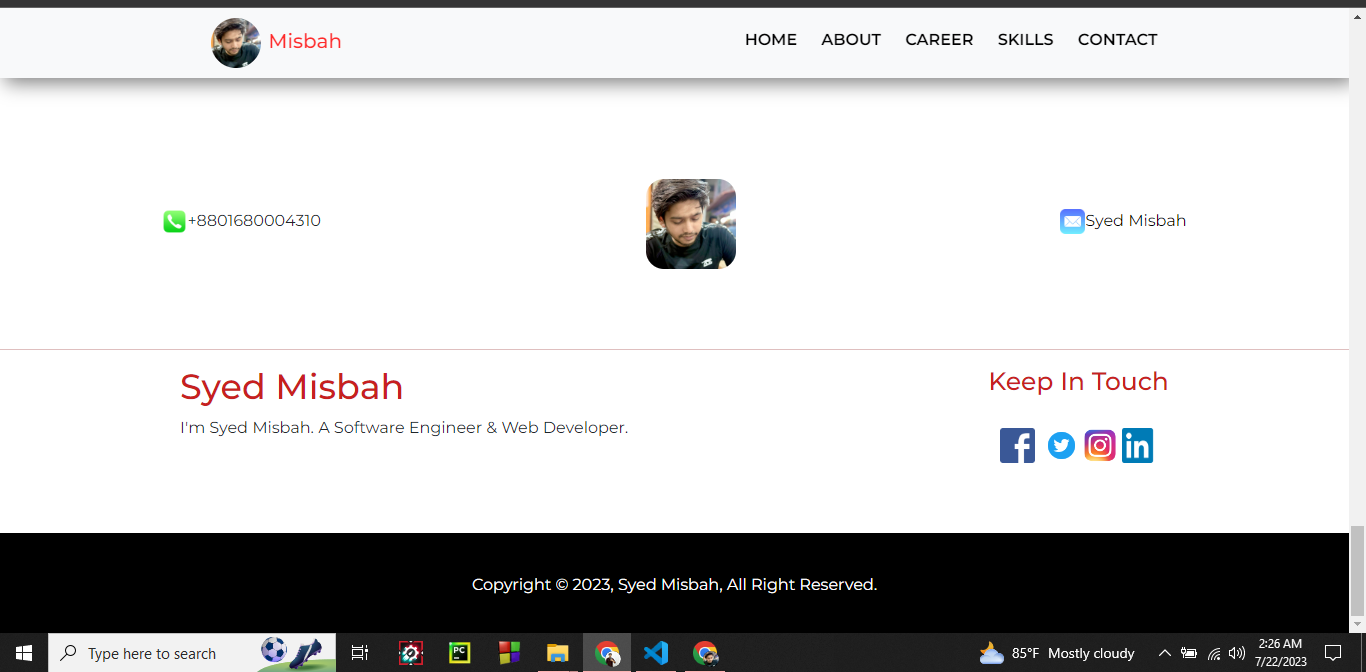 Misbah
HOME ABOUT CAREER SKILLS CONTACT
+8801680004310
Syed Misbah
Syed Misbah
I'm Syed Misbah. A Software Engineer & Web Developer.
Keep In Touch
Copyright © 2023, Syed Misbah, All Right Reserved.
Type here to search
PC
85°F Mostly cloudy
2:26 AM
7/22/2023